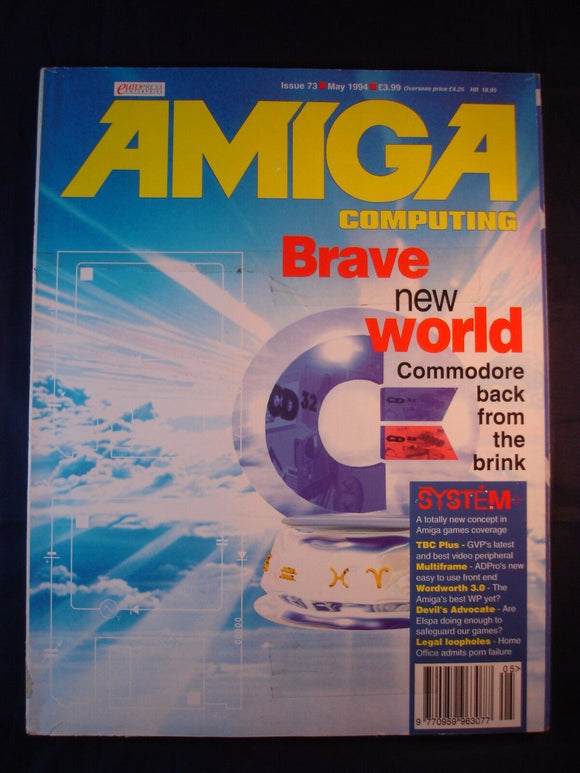 europress
ENTERPRISES
Issue 73 ■ May 1994 ■ £3.99 Overseas price £4.25 HB 18.95
AMIGA
COMPUTING
Brave
new
world
Commodore
back
from
the
brink
CD 32
SYSTEM
A totally new concept in
Amiga games coverage
TBC Plus - GVP's latest
and best video peripheral
Multiframe - ADPro's new
easy to use front end
Wordworth 3.0 - The
Amiga's best WP yet?
Devil's Advocate - Are
Elspa doing enough to
safeguard our games?
Legal loopholes - Home
Office admits porn failure
05>
9 770959 963077